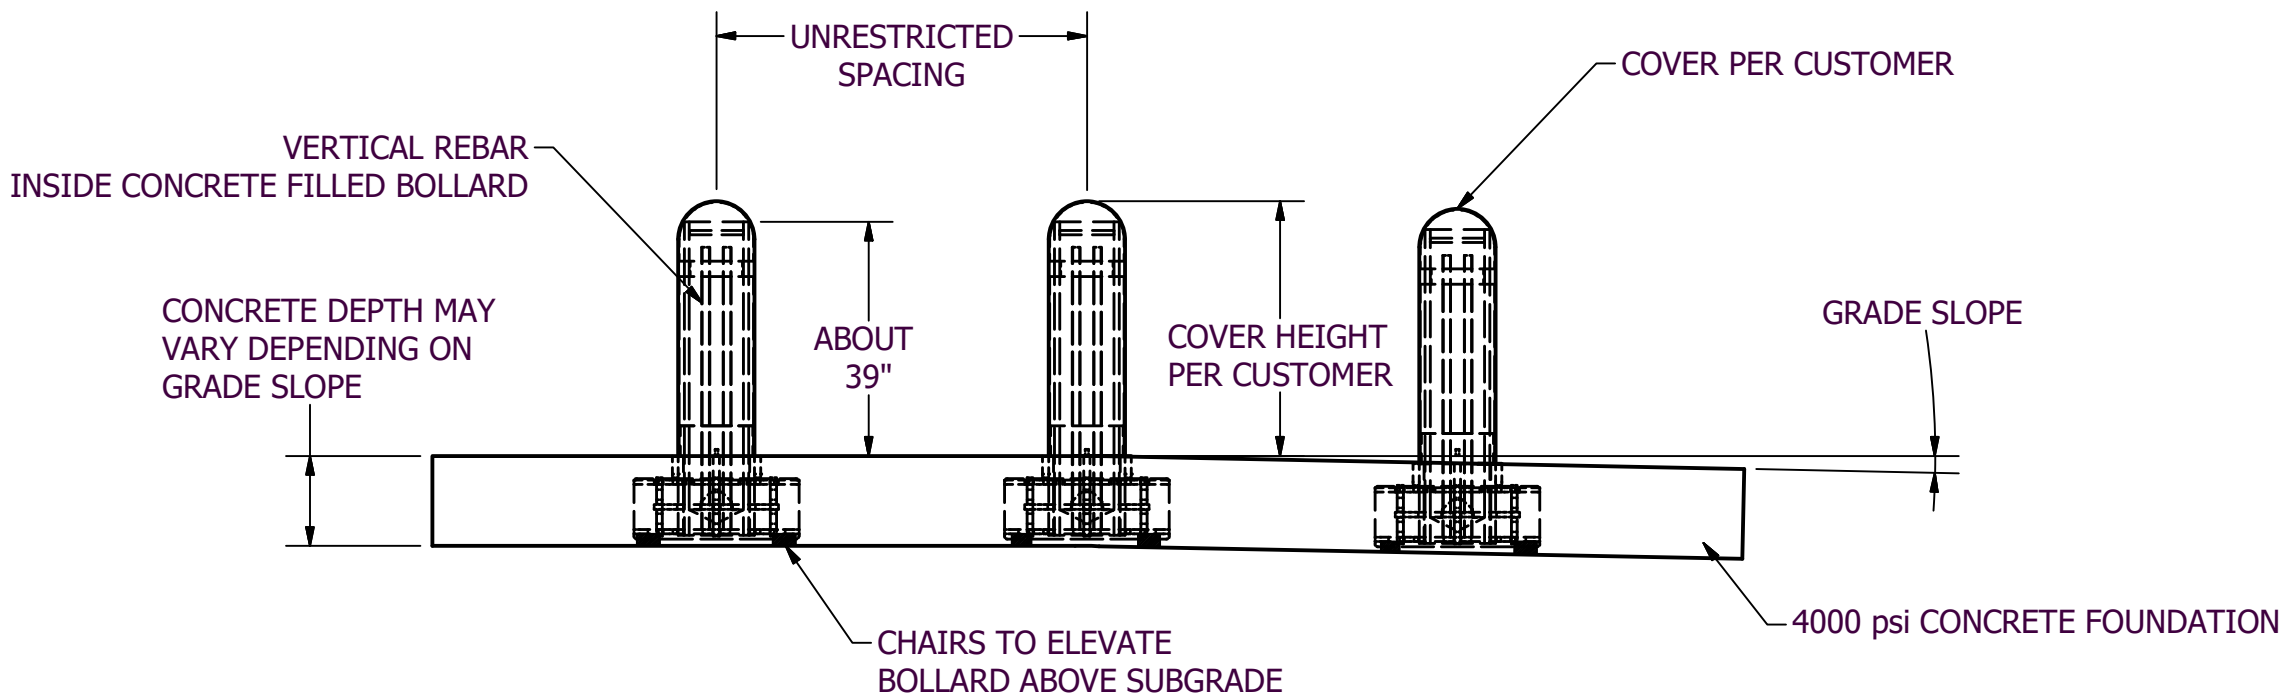 UNRESTRICTED
SPACING
COVER PER CUSTOMER
VERTICAL REBAR
INSIDE CONCRETE FILLED BOLLARD
CONCRETE DEPTH MAY
VARY DEPENDING ON
GRADE SLOPE
ABOUT
39"
COVER HEIGHT
PER CUSTOMER
GRADE SLOPE
4000 psi CONCRETE FOUNDATION
CHAIRS TO ELEVATE
BOLLARD ABOVE SUBGRADE